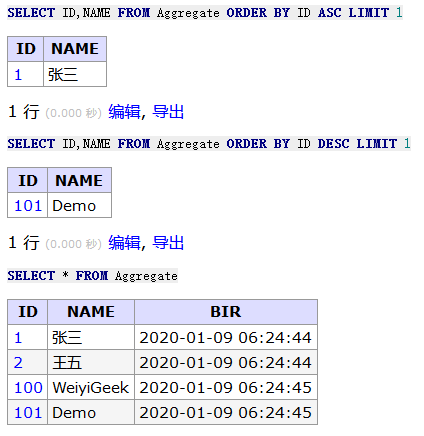 SELECT ID,NAME FROM Aggregate ORDER BY ID ASC LIMIT 1
ID NAME
1 张三
1 行 (0.000 秒) 编辑, 导出
SELECT ID,NAME FROM Aggregate ORDER BY ID DESC LIMIT 1
ID NAME
101 Demo
1 行 (0.000 秒) 编辑, 导出
SELECT * FROM Aggregate
ID NAME BIR
1 张三 2020-01-09 06:24:44
2 王五 2020-01-09 06:24:44
100 WeiyiGeek 2020-01-09 06:24:45
101 Demo 2020-01-09 06:24:45